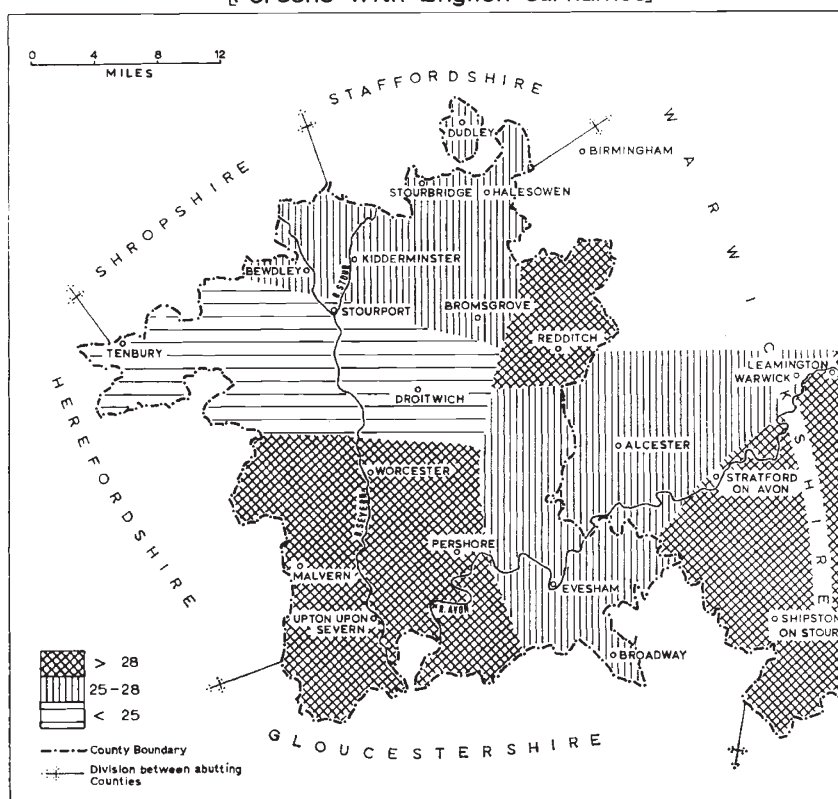 [Persons with English surnames]
0 4 8 12
MILES
STAFFORDSHIRE
DUDLEY
BIRMINGHAM
WARWICKSHIRE
STOURBRIDGE
HALESOWEN
SHROPSHIRE
BEWDLEY
KIDDERMINSTER
R. STOUR
STOURPORT
BROMSGROVE
REDDITCH
TENBURY
LEAMINGTON
WARWICK
DROITWICH
HEREFORDSHIRE
ALCESTER
WORCESTER
STRATFORD
ON AVON
R. SEVERN
PERSHORE
MALVERN
EVESHAM
R. AVON
UPTON UPON
SEVERN
SHIPSTON
ON STOUR
BROADWAY
> 28
25-28
< 25
County Boundary
Division between abutting
Counties
GLOUCESTERSHIRE